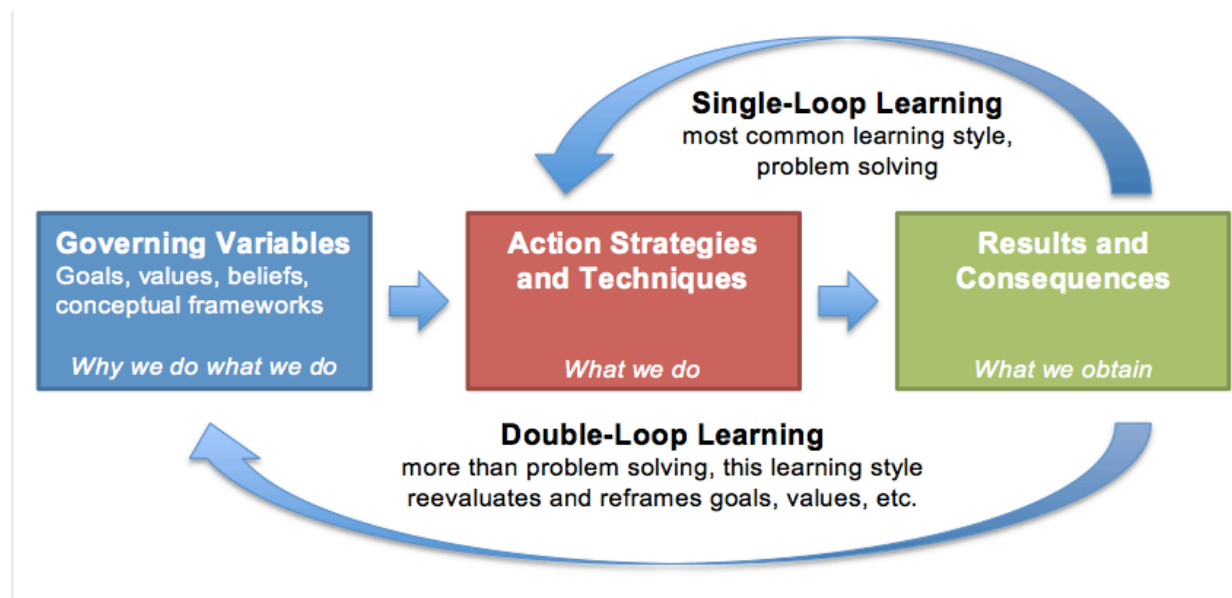 Single-Loop Learning
most common learning style,
problem solving
Governing Variables
Goals, values, beliefs,
conceptual frameworks
Why we do what we do
Action Strategies
and Techniques
What we do
Results and
Consequences
What we obtain
Double-Loop Learning
more than problem solving, this learning style
reevaluates and reframes goals, values, etc.